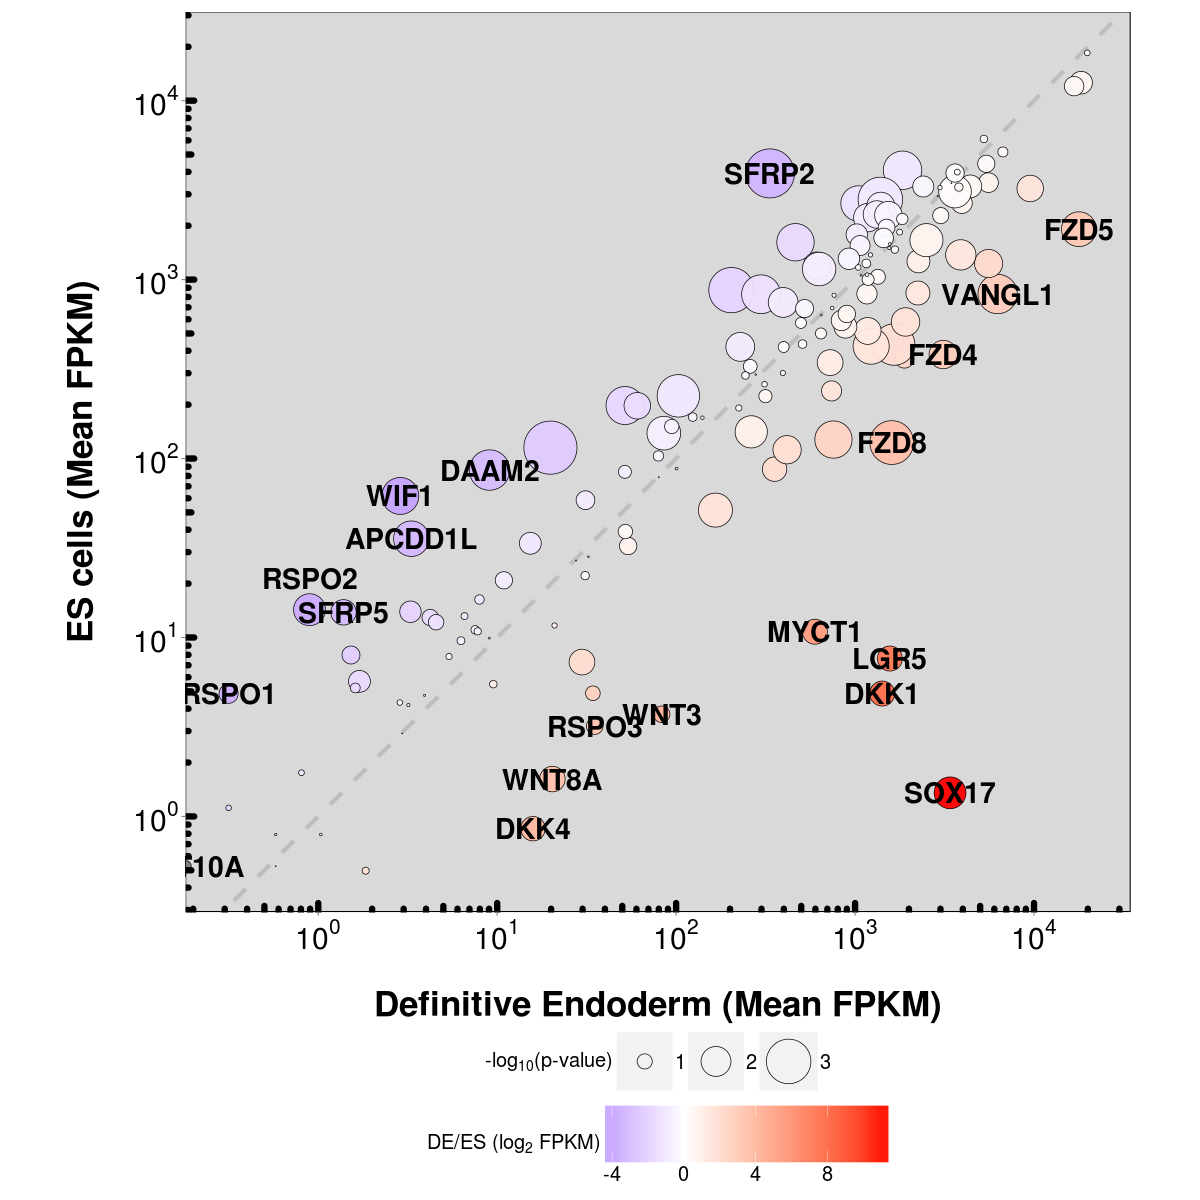 10⁴
SFRP2
FZD5
10³
VANGL1
FZD4
10²
FZD8
DAAM2
WIF1
APCDD1L
RSPO2
SFRP5
10¹
MYCT1
LGR5
RSPO1
DKK1
WNT3
RSPO3
WNT8A
SOX17
10⁰
DKK4
10A
ES cells (Mean FPKM)
10⁰ 10¹ 10² 10³ 10⁴
Definitive Endoderm (Mean FPKM)
-log₁₀(p-value) 1 2 3
DE/ES (log₂ FPKM)
-4 0 4 8